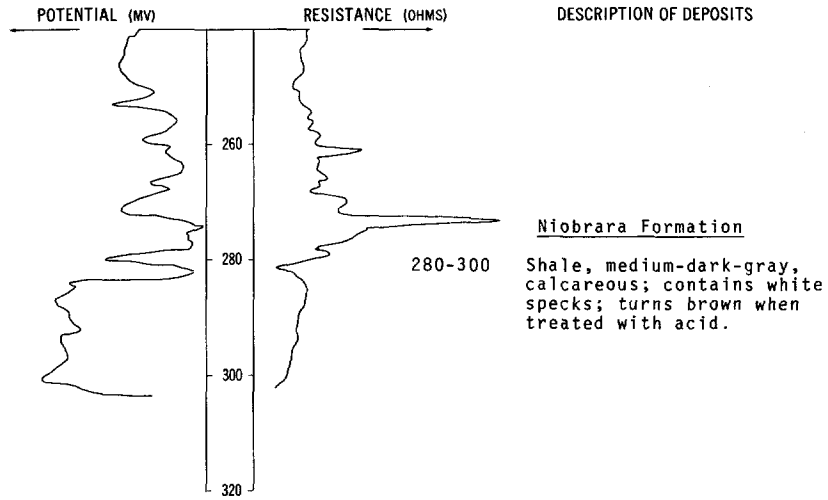 POTENTIAL (MV) RESISTANCE (OHMS) DESCRIPTION OF DEPOSITS
260
Niobrara Formation
280
280-300 Shale, medium-dark-gray,
calcareous; contains white
specks; turns brown when
treated with acid.
300
320